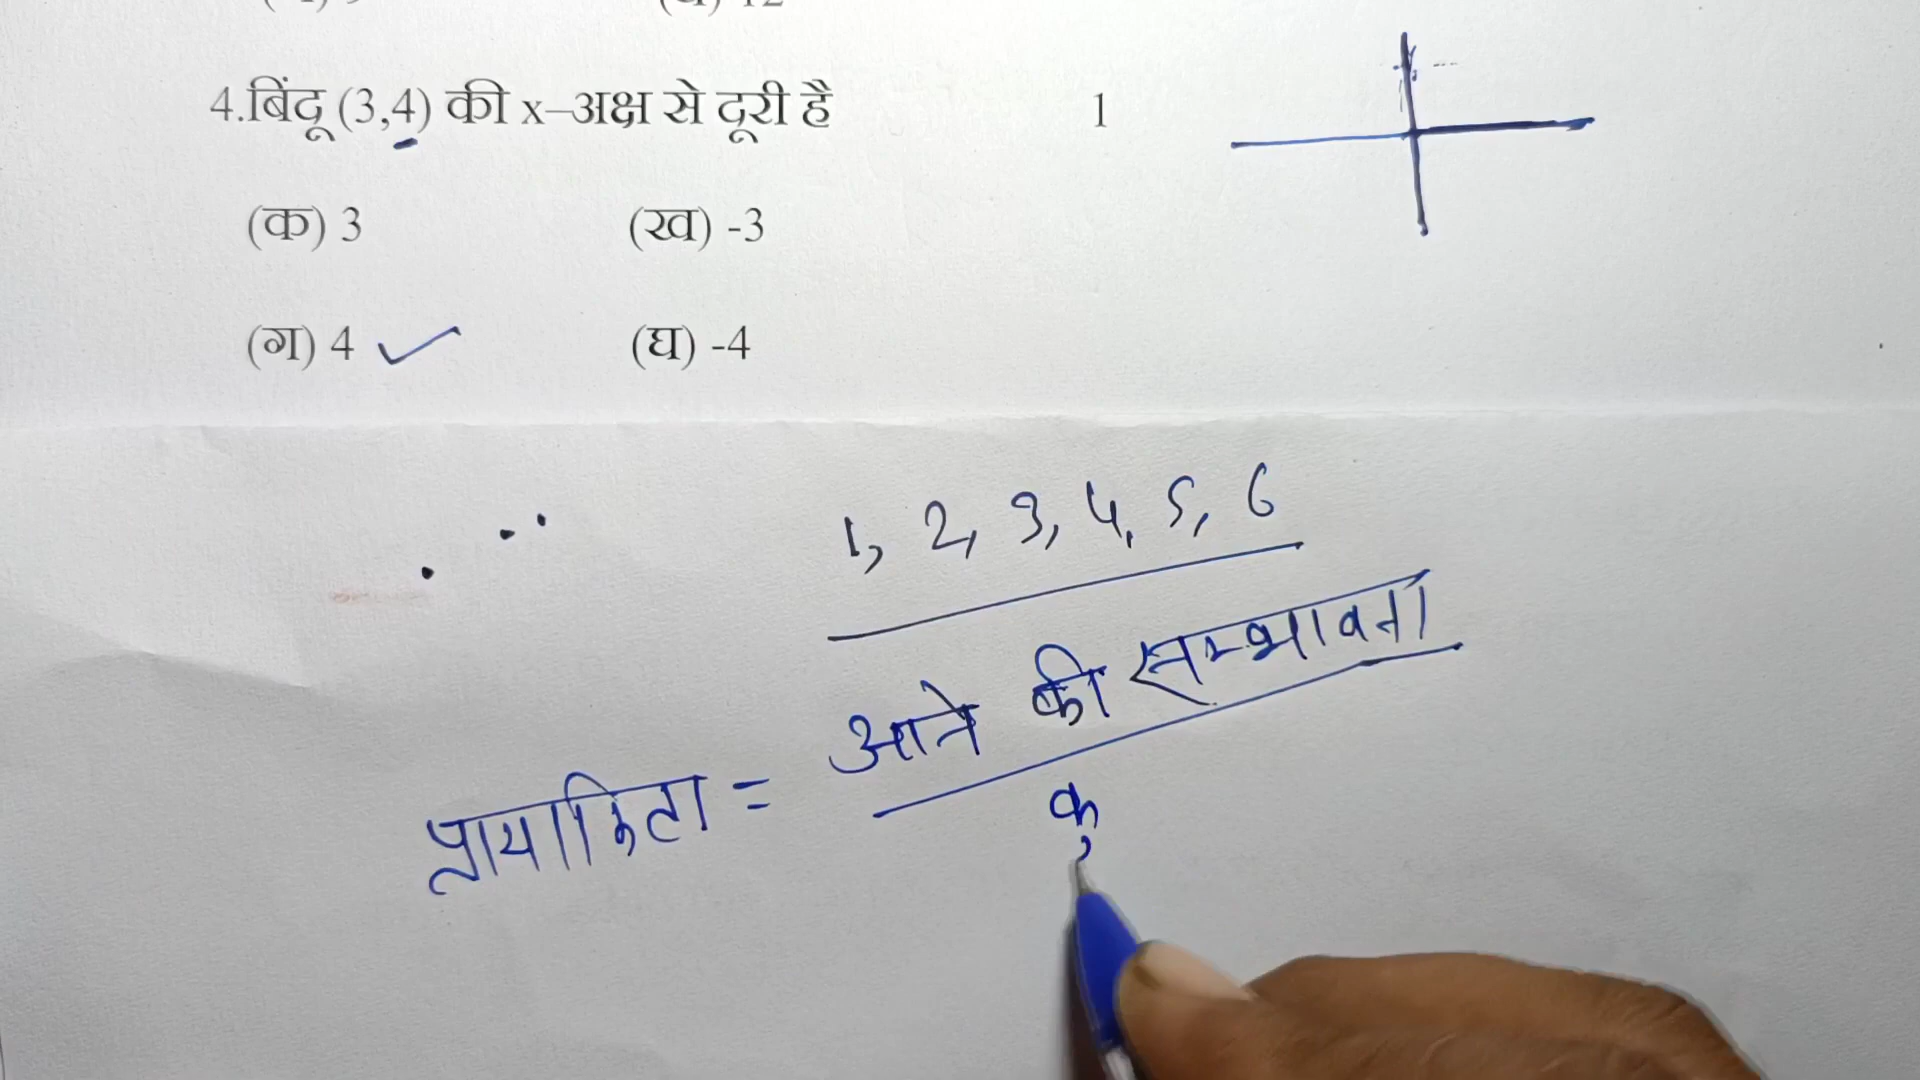 4.बिंदू (3,4) की x–अक्ष से दूरी है 1
(क) 3 (ख) -3
(ग) 4 (घ) -4
1, 2, 3, 4, 5, 6
आने की सम्भावना
प्रायिकता =
कु